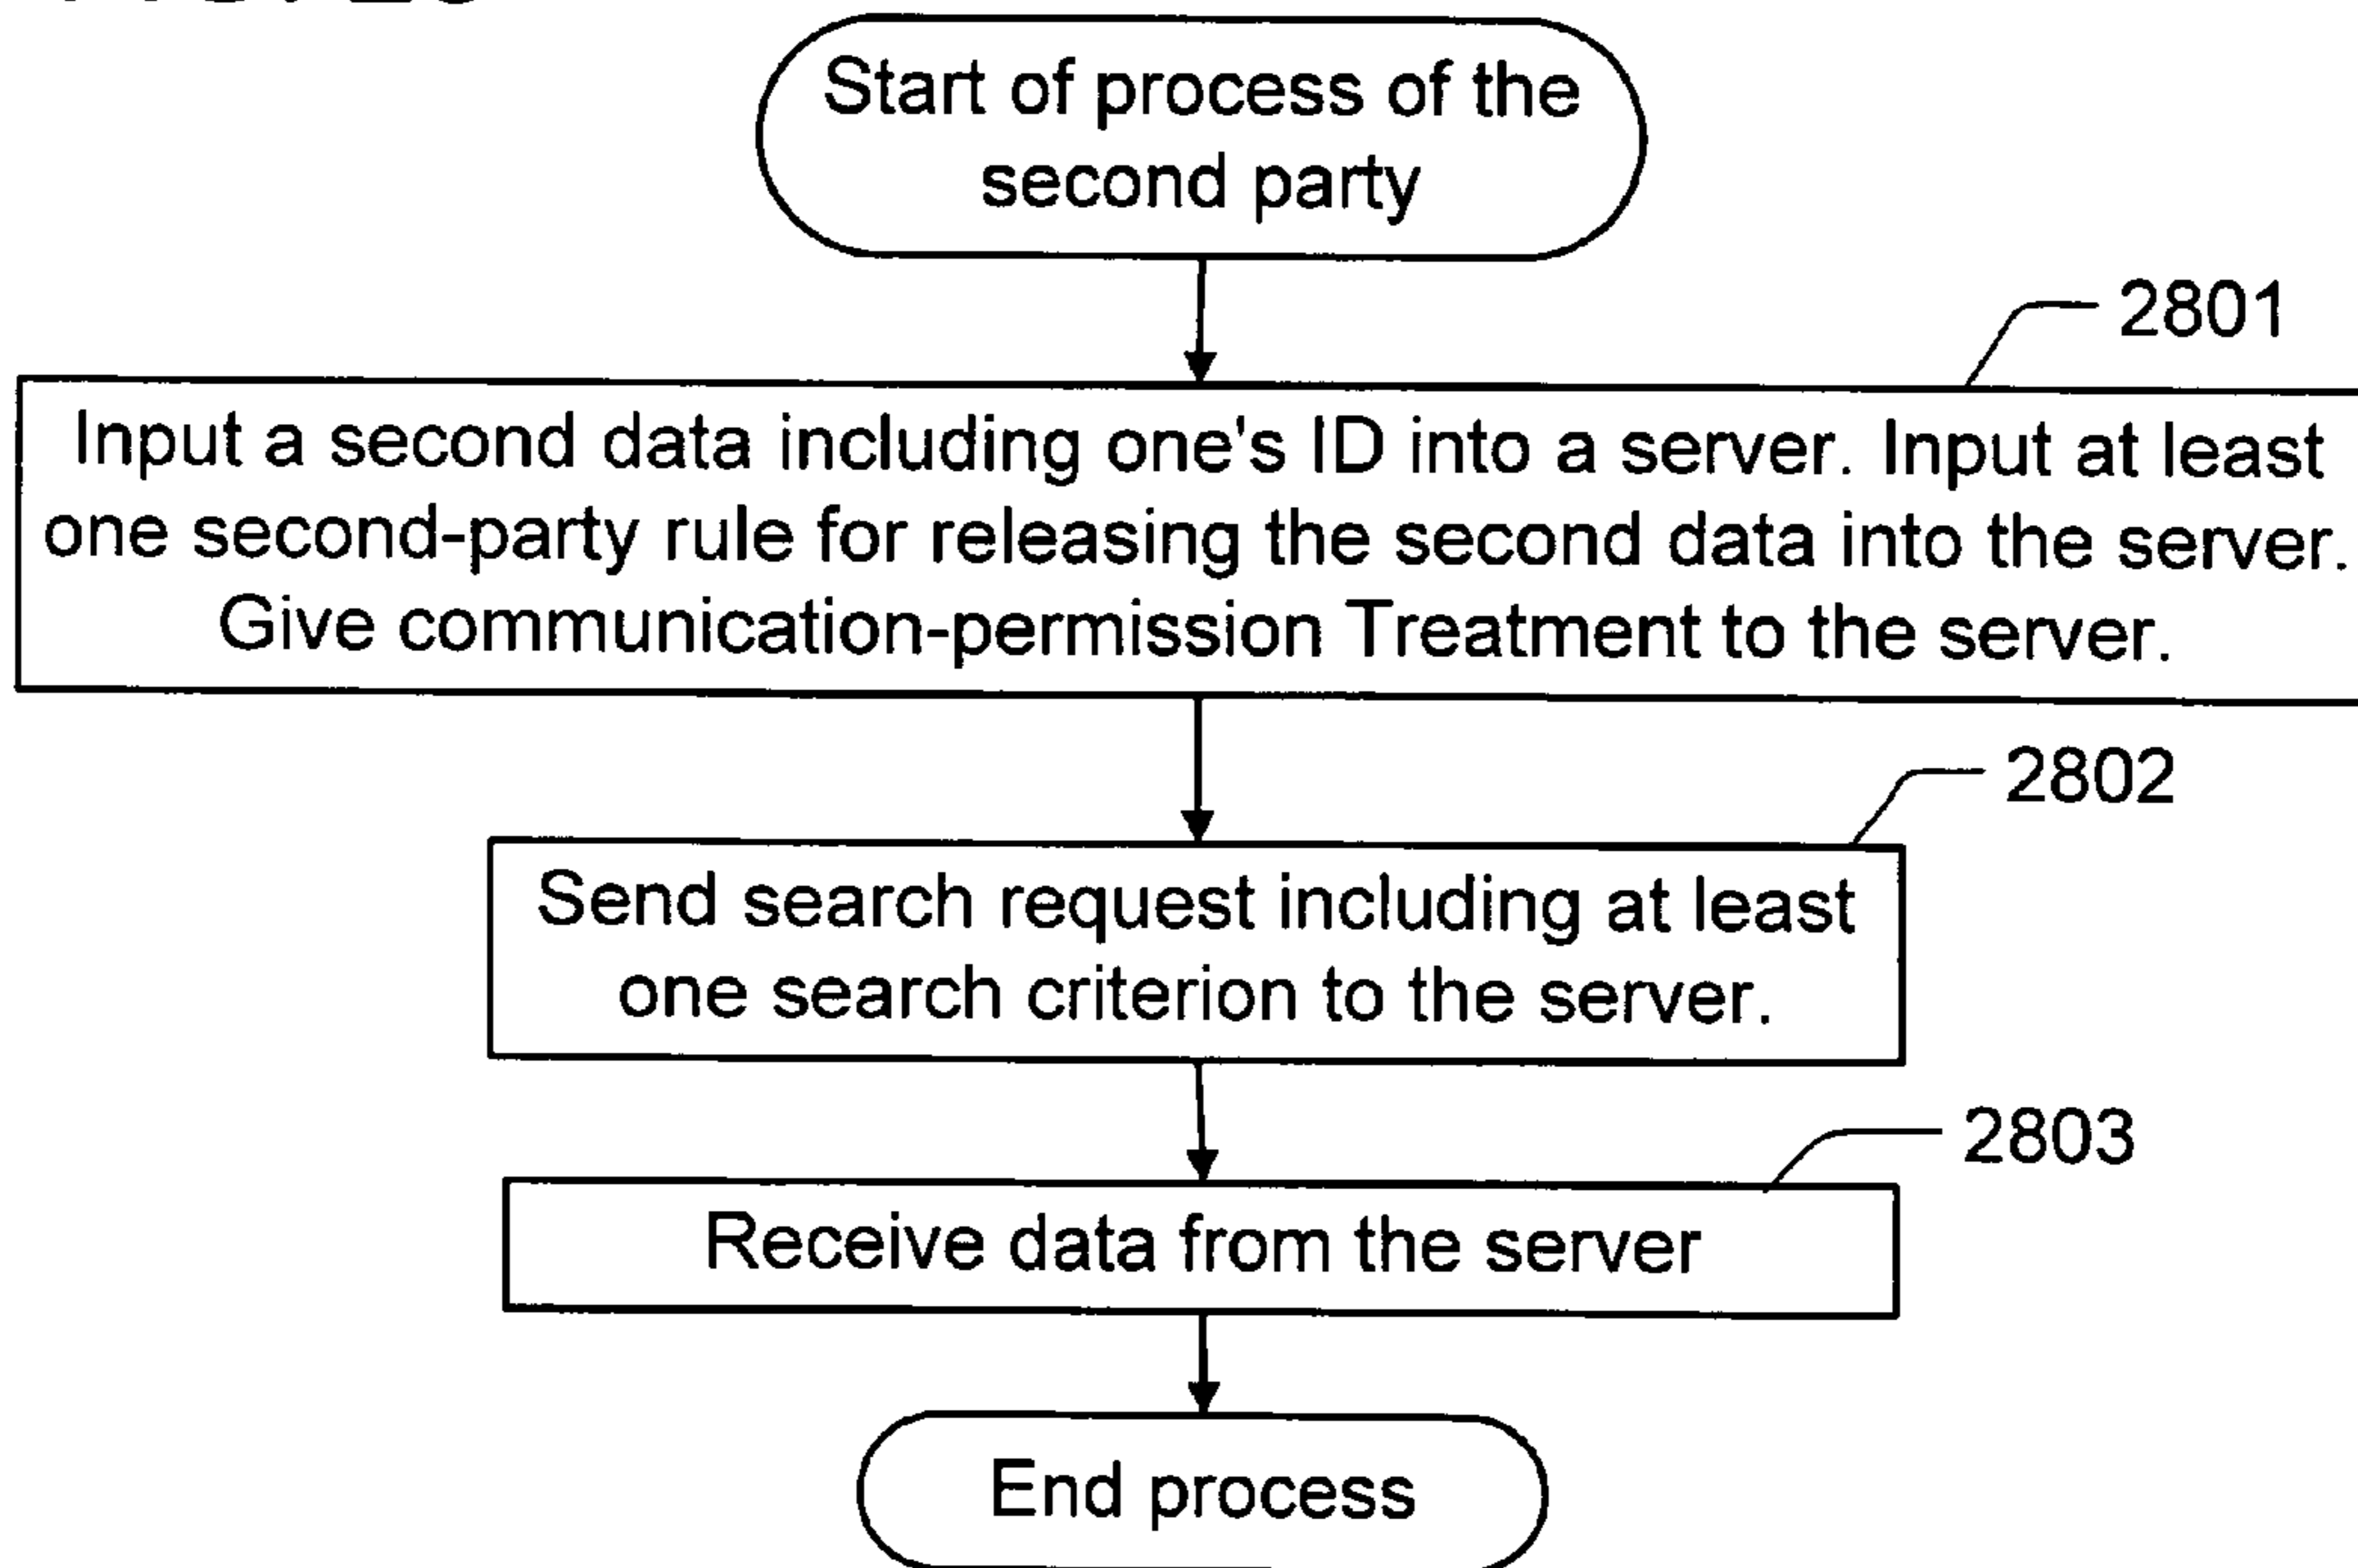 Start of process of the
second party
2801
Input a second data including one's ID into a server. Input at least
one second-party rule for releasing the second data into the server.
Give communication-permission Treatment to the server.
2802
Send search request including at least
one search criterion to the server.
2803
Receive data from the server
End process